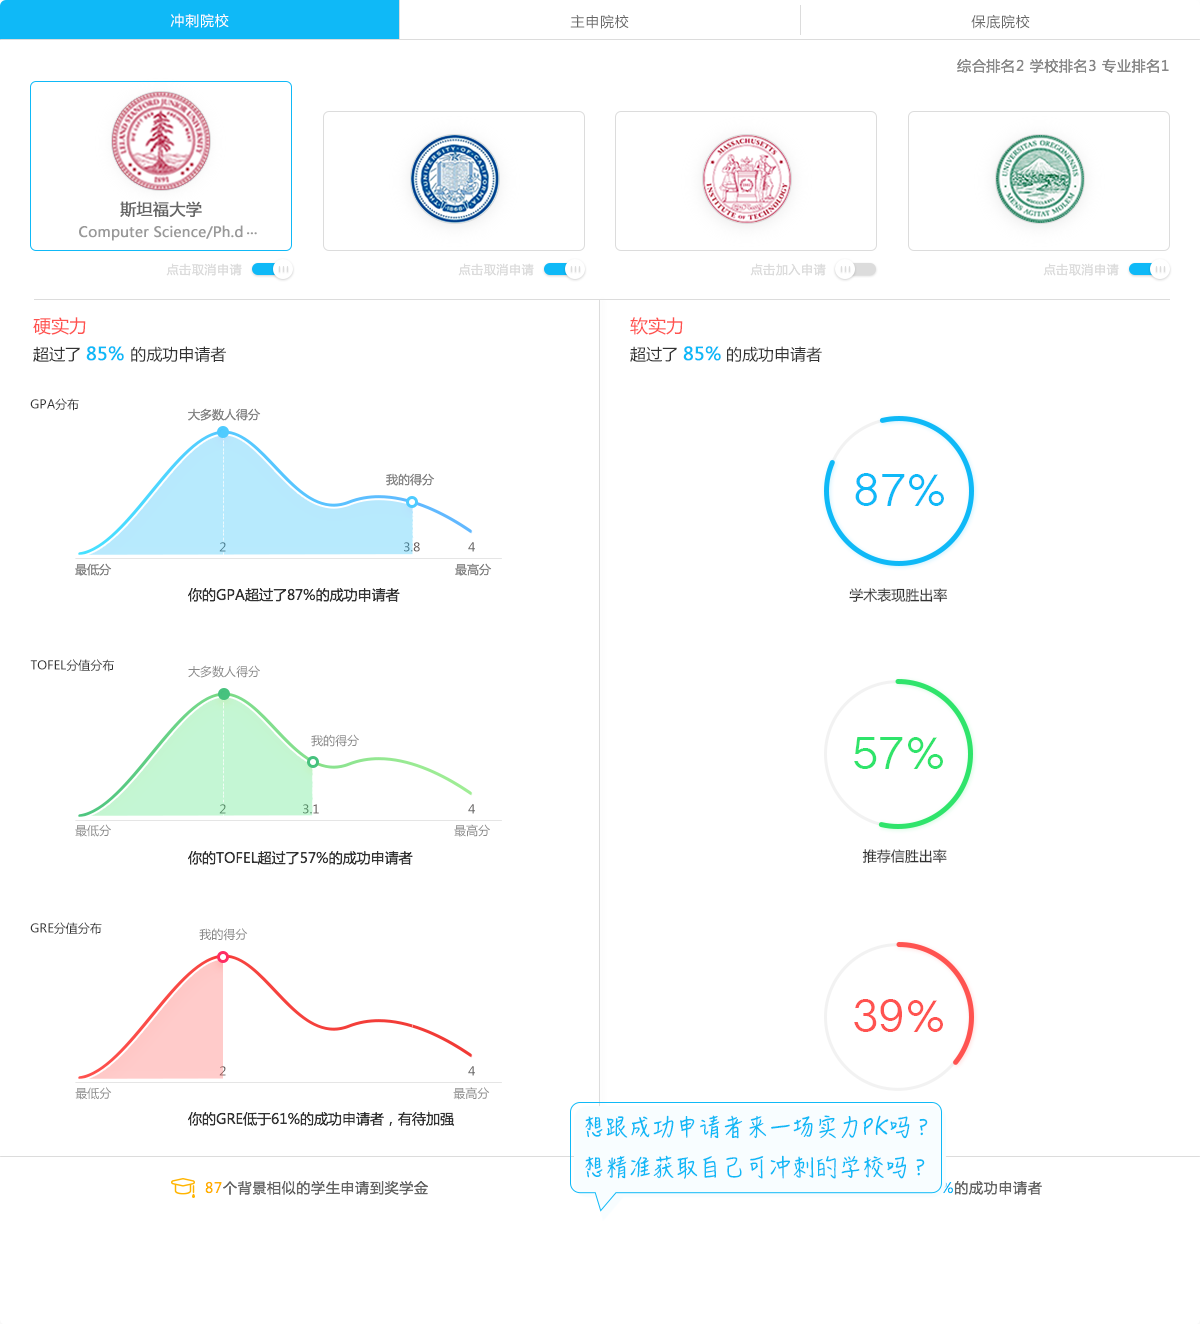 冲刺院校
主申院校
保底院校
综合排名2 学校排名3 专业排名1
LELAND STANFORD JUNIOR UNIVERSITY
1891
斯坦福大学
Computer Science/Ph.d ...
THE UNIVERSITY OF CALIFORNIA
1868
MASSACHUSETTS
INSTITUTE OF TECHNOLOGY
UNIVERSITAS OREGONENSIS
MENS AGITAT MOLEM
点击取消申请
点击取消申请
点击加入申请
点击取消申请
硬实力
超过了 85% 的成功申请者
GPA分布
大多数人得分
我的得分
2
3.8
4
最低分
最高分
你的GPA超过了87%的成功申请者
TOFEL分值分布
大多数人得分
我的得分
2
3.1
4
最低分
最高分
你的TOFEL超过了57%的成功申请者
GRE分值分布
我的得分
2
4
最低分
最高分
你的GRE低于61%的成功申请者，有待加强
软实力
超过了 85% 的成功申请者
87%
学术表现胜出率
57%
推荐信胜出率
39%
想跟成功申请者来一场实力PK吗？
想精准获取自己可冲刺的学校吗？
87个背景相似的学生申请到奖学金
%的成功申请者